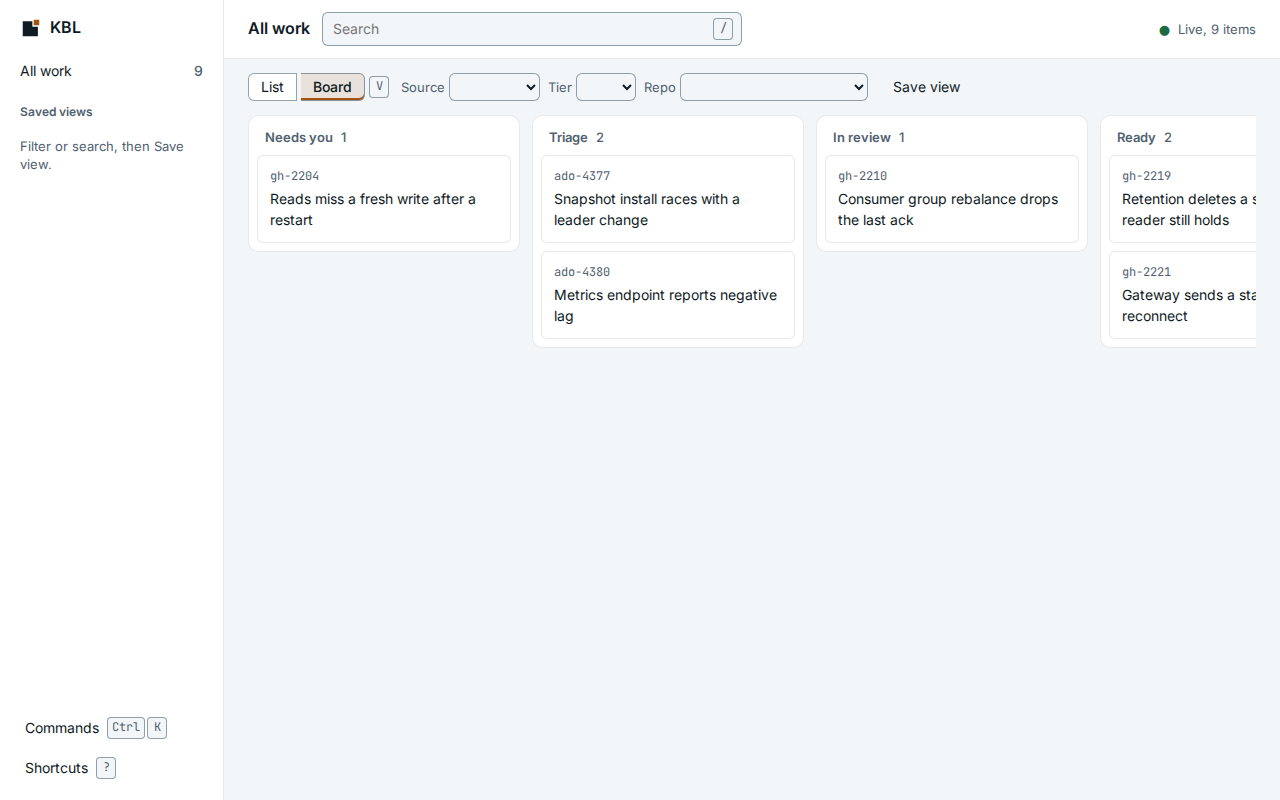 KBL
All work 9
Saved views
Filter or search, then Save
view.
Commands Ctrl K
Shortcuts ?
All work
Search /
Live, 9 items
List Board V Source Tier Repo Save view
Needs you 1
gh-2204
Reads miss a fresh write after a
restart
Triage 2
ado-4377
Snapshot install races with a
leader change
ado-4380
Metrics endpoint reports negative
lag
In review 1
gh-2210
Consumer group rebalance drops
the last ack
Ready 2
gh-2219
Retention deletes a
reader still holds
gh-2221
Gateway sends a
reconnect